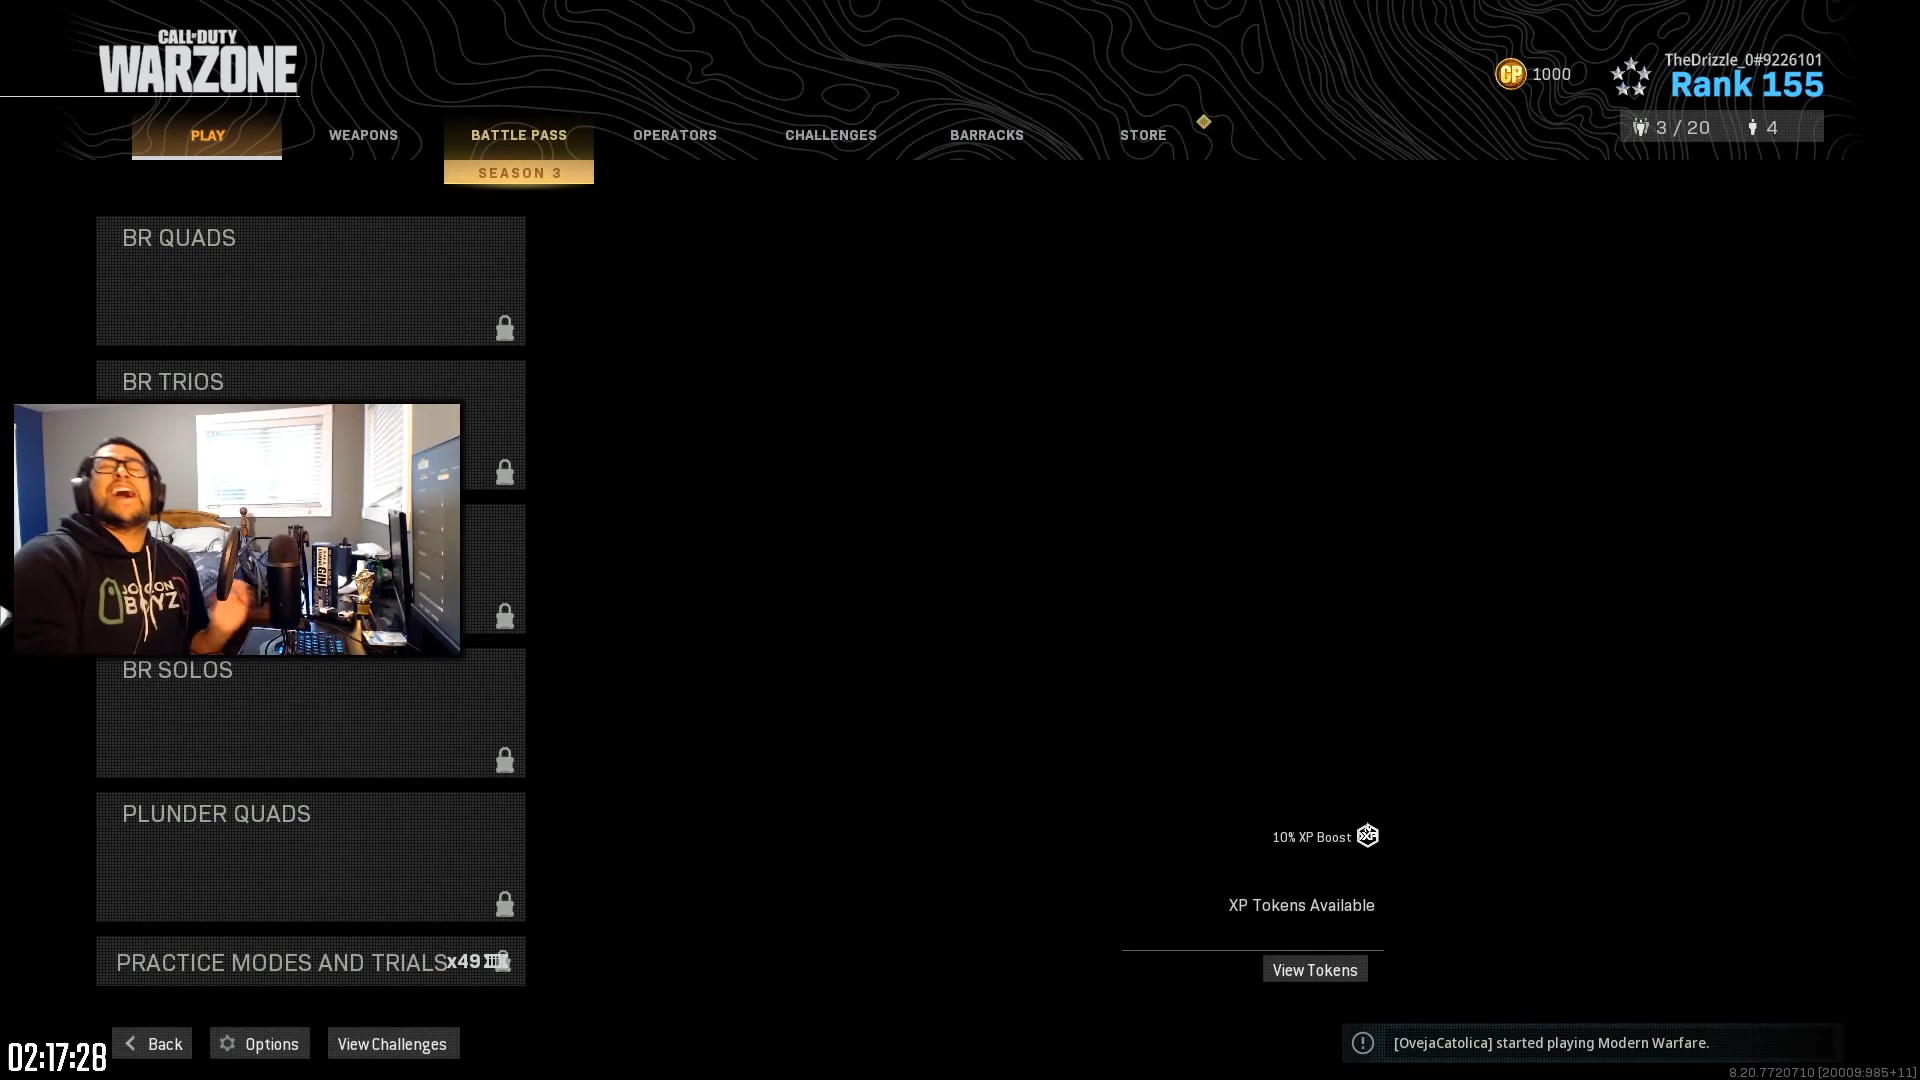 CALL OF DUTY
WARZONE
CP 1000
TheDrizzle_0#9226101
Rank 155
3 / 20 4
PLAY WEAPONS BATTLE PASS OPERATORS CHALLENGES BARRACKS STORE
SEASON 3
BR QUADS
BR TRIOS
BOYZ
GIN
BR SOLOS
PLUNDER QUADS
10% XP Boost
XP Tokens Available
PRACTICE MODES AND TRIALS x49
View Tokens
Back Options View Challenges
[OvejaCatolica] started playing Modern Warfare.
02:17:28
8.20.7720710 [20009:985+11]